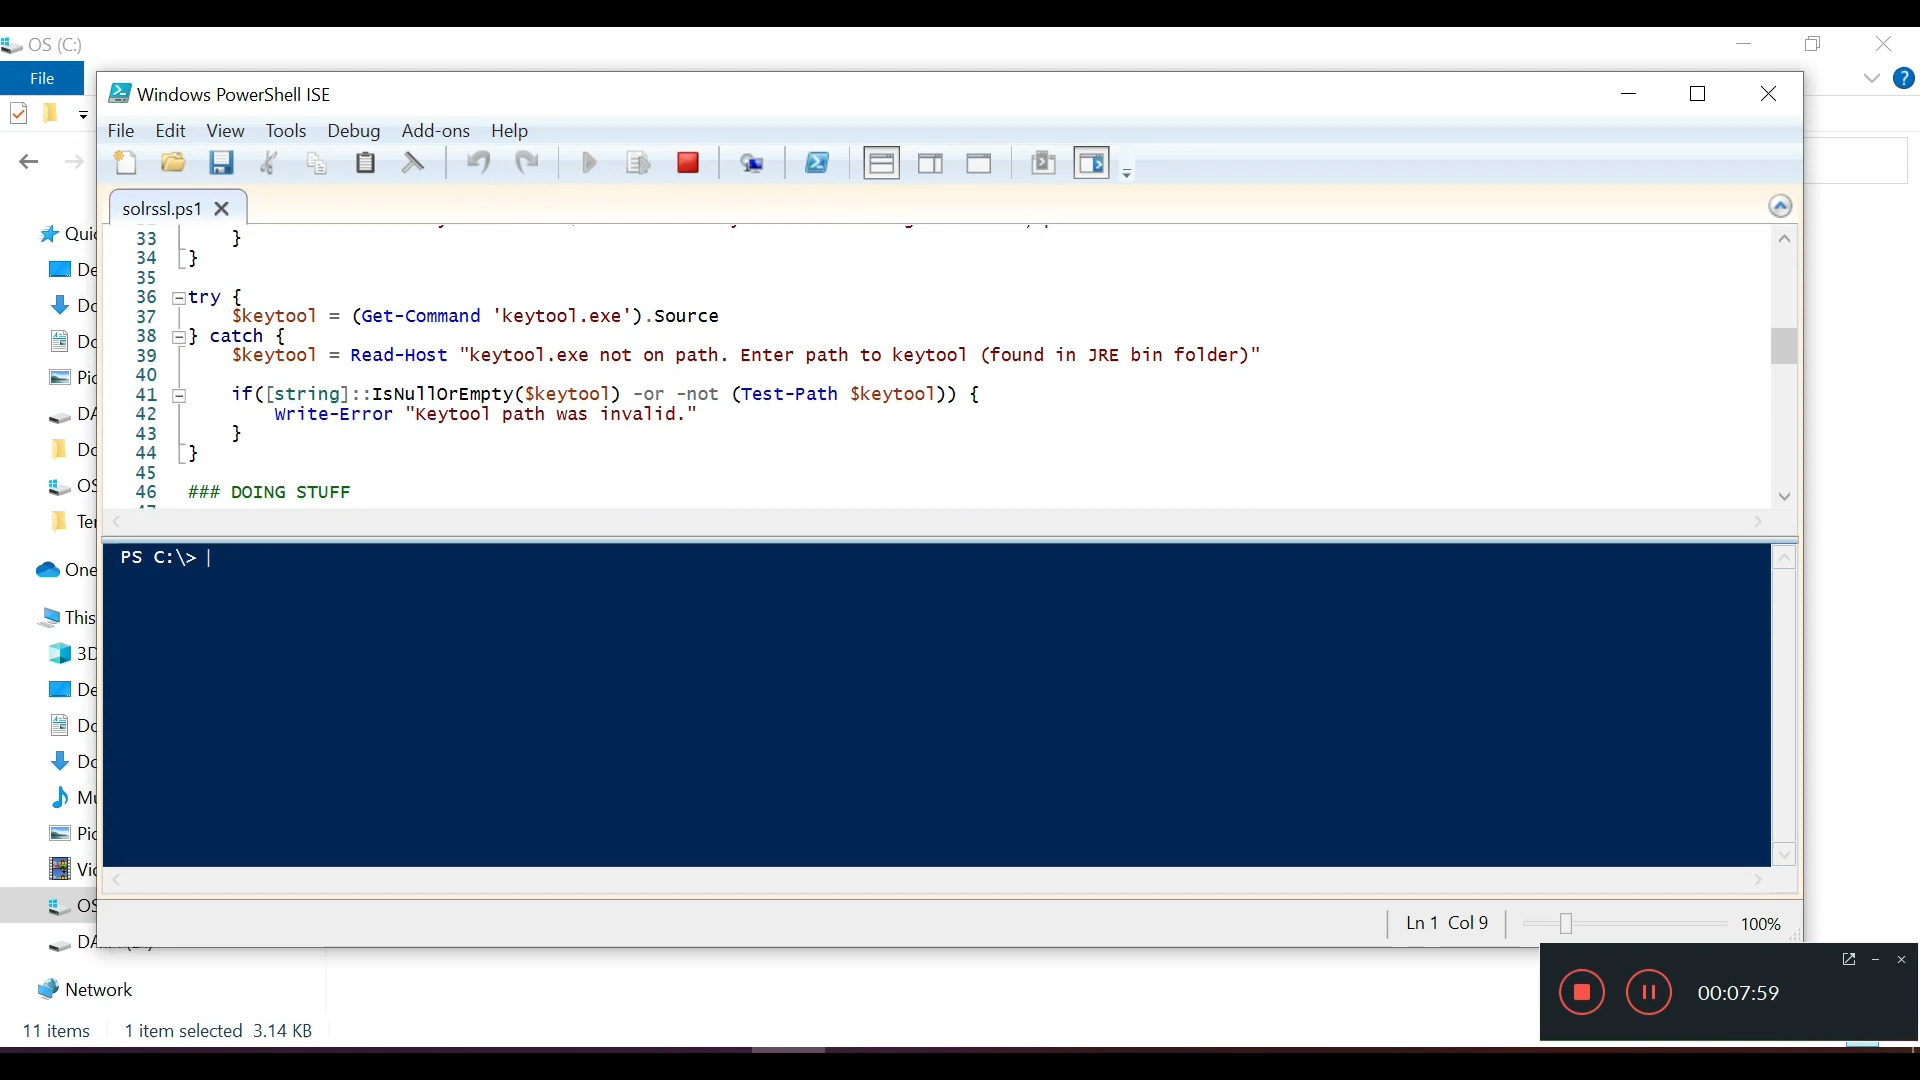 OS (C:)
File
Windows PowerShell ISE
File Edit View Tools Debug Add-ons Help
solrssl.ps1
33 }
34 }
35
36 try {
37 $keytool = (Get-Command 'keytool.exe').Source
38 } catch {
39 $keytool = Read-Host "keytool.exe not on path. Enter path to keytool (found in JRE bin folder)"
40
41 if([string]::IsNullOrEmpty($keytool) -or -not (Test-Path $keytool)) {
42 Write-Error "Keytool path was invalid."
43 }
44 }
45
46 ### DOING STUFF
PS C:\>
One
This
3D
OS
Network
Ln 1 Col 9
100%
11 items 1 item selected 3.14 KB
00:07:59